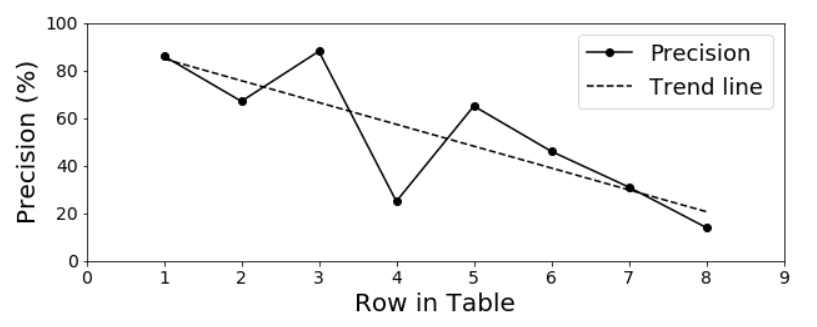 100
80
60
40
20
0
Precision (%)
Precision
Trend line
0 1 2 3 4 5 6 7 8 9
Row in Table